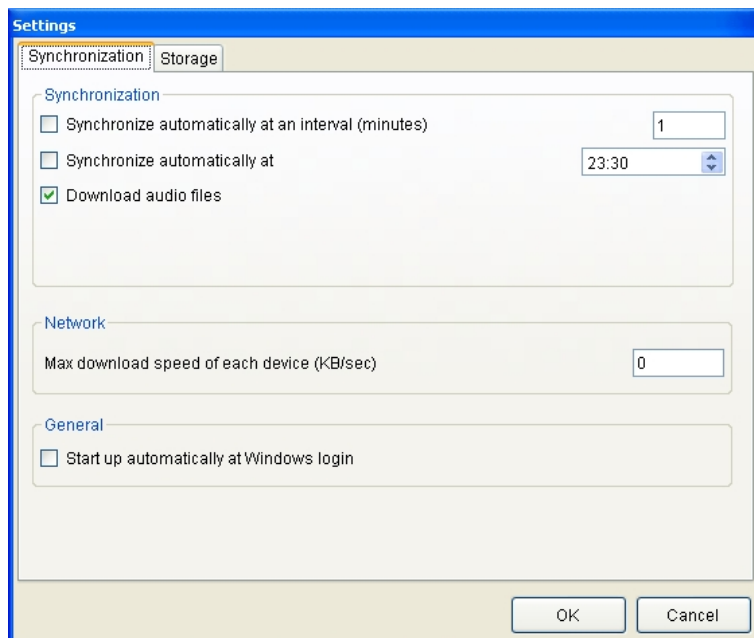 Settings
Synchronization Storage
Synchronization
Synchronize automatically at an interval (minutes) 1
Synchronize automatically at 23:30
Download audio files
Network
Max download speed of each device (KB/sec) 0
General
Start up automatically at Windows login
OK Cancel